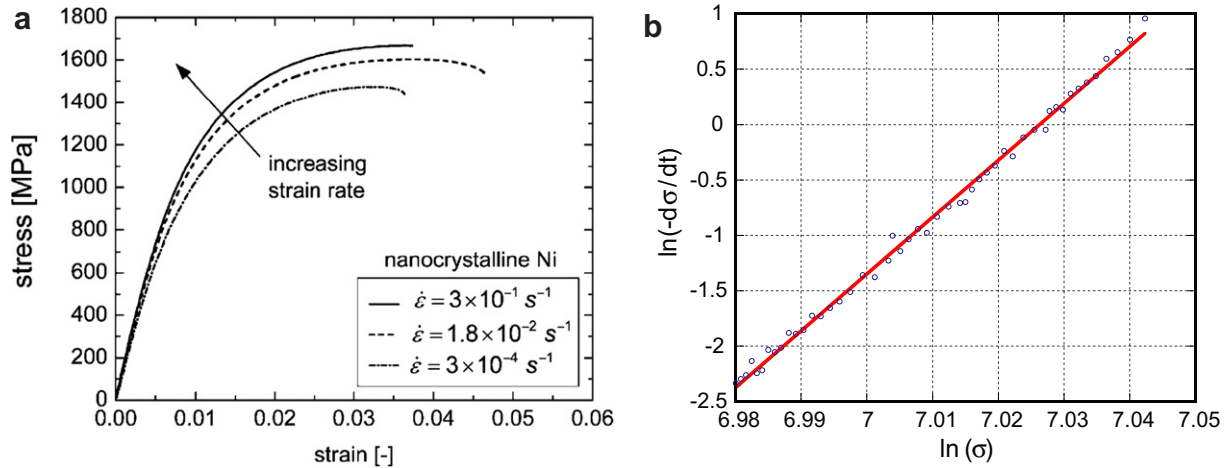 a
1800
1600
1400
1200
1000
800
600
400
200
0
0.00 0.01 0.02 0.03 0.04 0.05 0.06
stress [MPa]
strain [-]
increasing
strain rate
nanocrystalline Ni
ε̇ = 3×10⁻¹ s⁻¹
ε̇ = 1.8×10⁻² s⁻¹
ε̇ = 3×10⁻⁴ s⁻¹
b
1
0.5
0
-0.5
-1
-1.5
-2
-2.5
6.98 6.99 7 7.01 7.02 7.03 7.04 7.05
ln(-dσ/dt)
ln (σ)